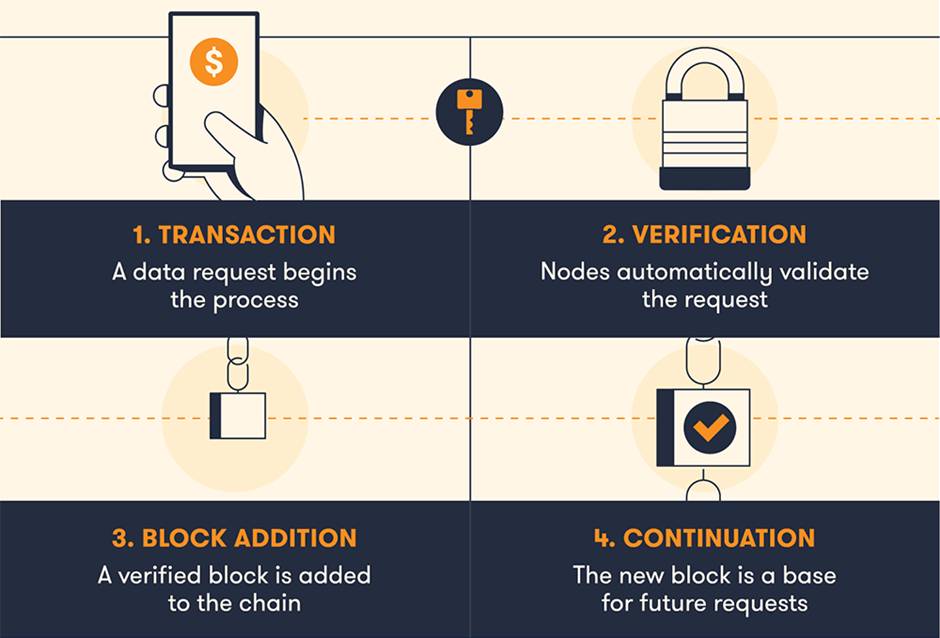 $
1. TRANSACTION
A data request begins
the process
2. VERIFICATION
Nodes automatically validate
the request
3. BLOCK ADDITION
A verified block is added
to the chain
4. CONTINUATION
The new block is a base
for future requests